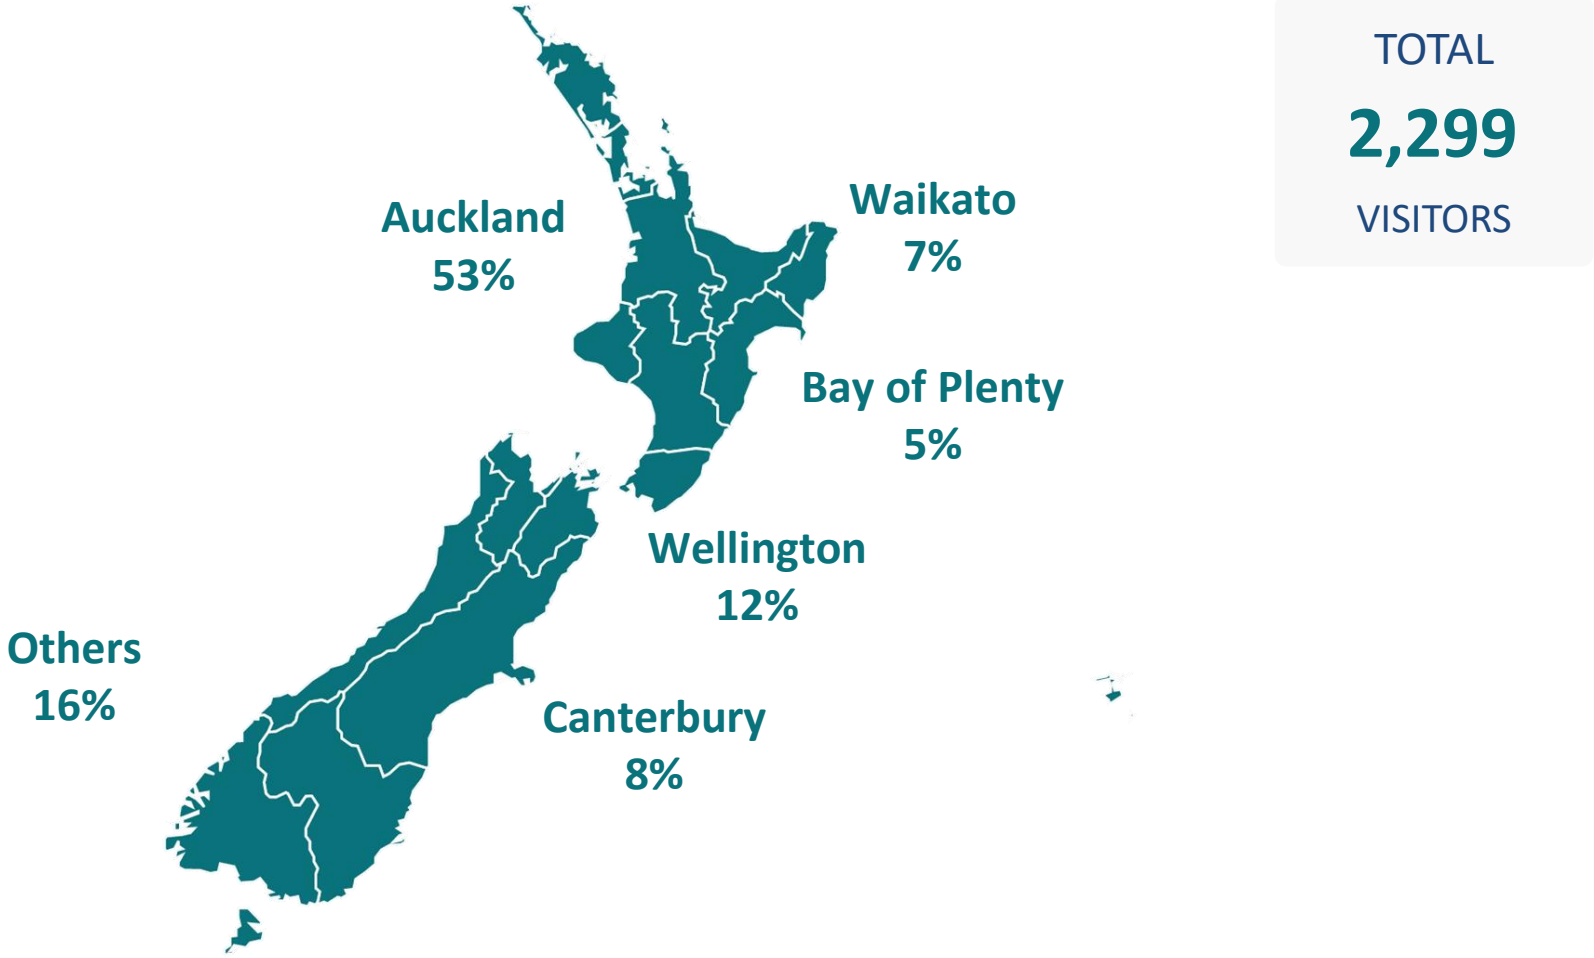 TOTAL
2,299
VISITORS
Auckland
53%
Waikato
7%
Bay of Plenty
5%
Wellington
12%
Others
16%
Canterbury
8%